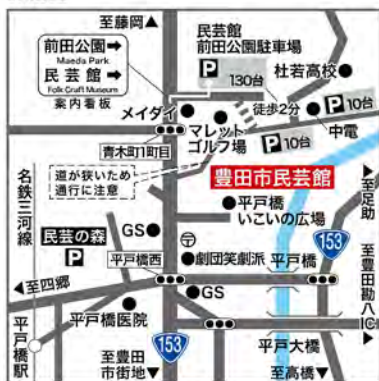 至藤岡▲
前田公園➡
Maeda Park
民芸館➡
Folk Craft Museum
案内看板
民芸館
前田公園駐車場
P
130台
杜若高校
メイダイ
徒歩2分
P 10台
マレット
ゴルフ場
中電
P 10台
青木町1町目
名鉄三河線
道が狭いため
通行に注意
豊田市民芸館
▶至足助
平戸橋
いこいの広場
民芸の森
P
GS
〒
153
平戸橋西
劇団笑劇派
平戸橋
◀至四郷
GS
▶至豊田勘八IC
平戸橋医院
平戸橋駅
153
平戸大橋
至豊田
市街地▼
至高橋▼